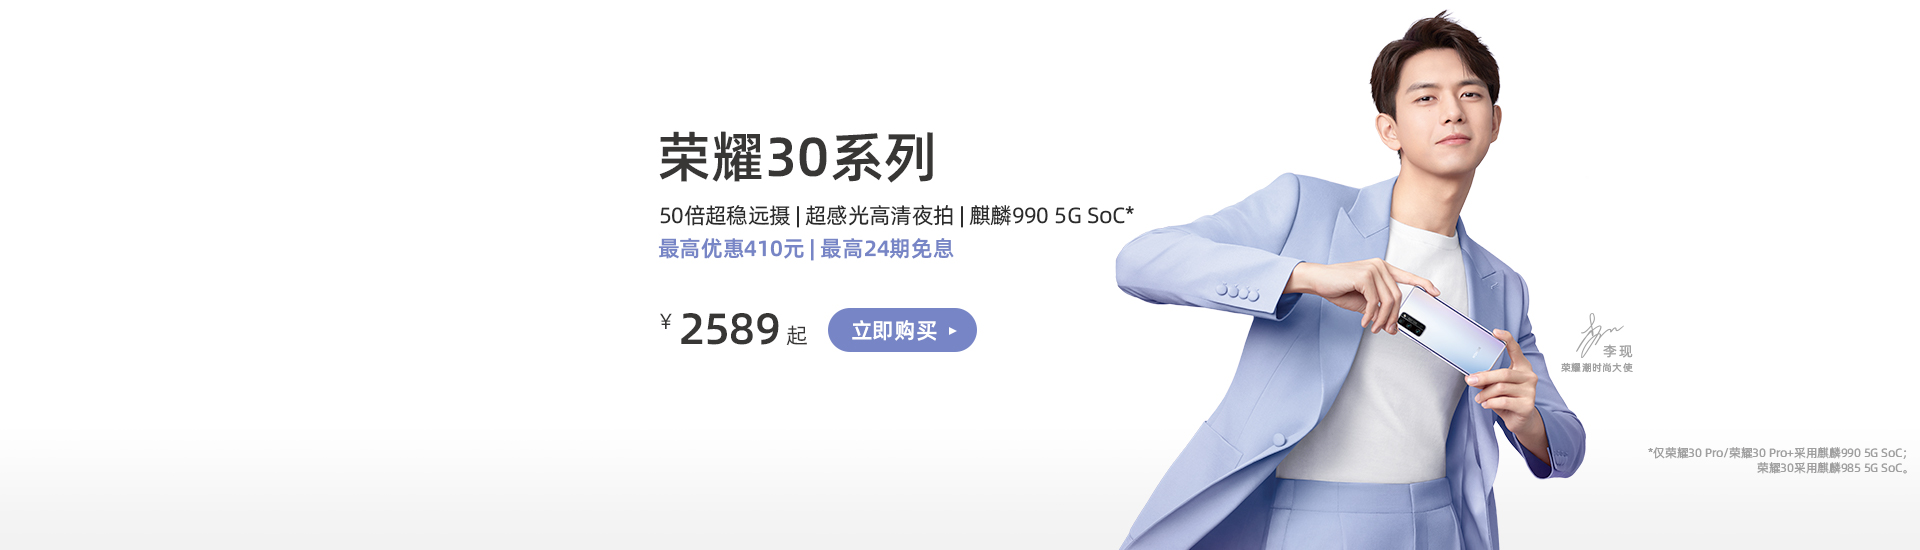 荣耀30系列
50倍超稳远摄 | 超感光高清夜拍 | 麒麟990 5G SoC*
最高优惠410元 | 最高24期免息
¥ 2589 起
立即购买 ▸
李现
荣耀潮时尚大使
*仅荣耀30 Pro/荣耀30 Pro+采用麒麟990 5G SoC；
荣耀30采用麒麟985 5G SoC。